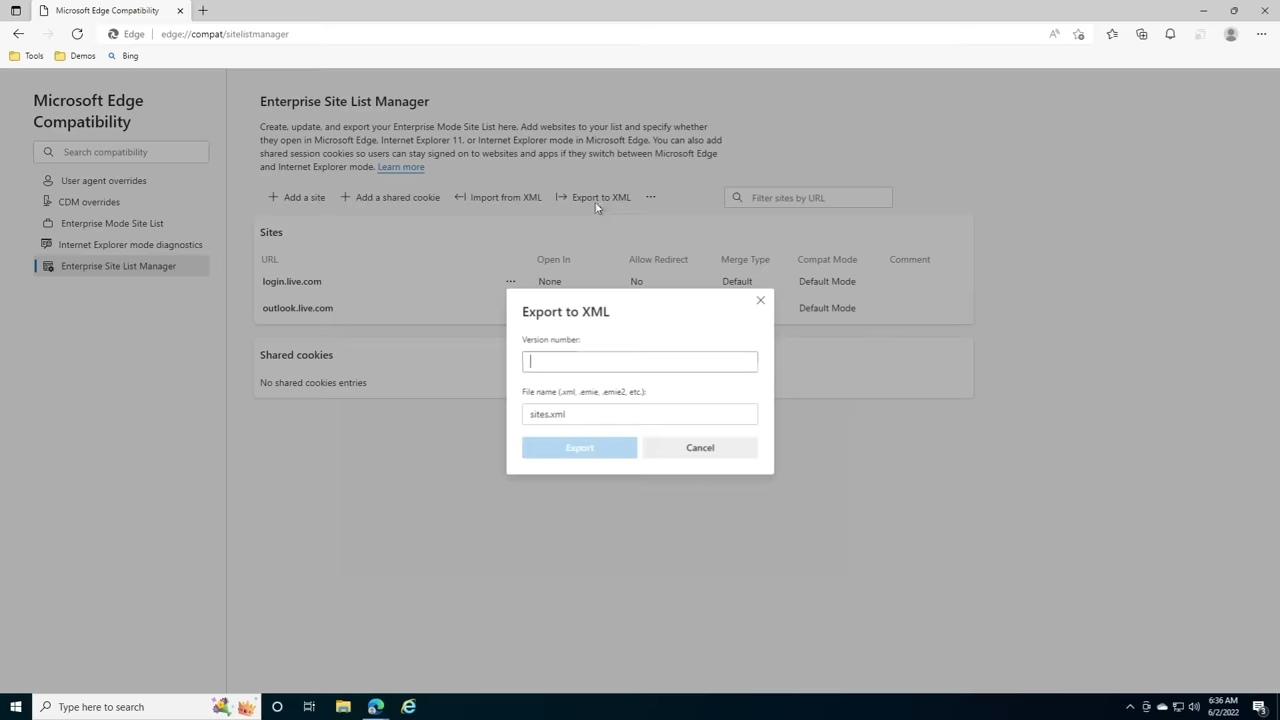 Microsoft Edge Compatibility
Edge
edge://compat/sitelistmanager
Tools
Demos
Bing
Microsoft Edge
Compatibility
Search compatibility
User agent overrides
CDM overrides
Enterprise Mode Site List
Internet Explorer mode diagnostics
Enterprise Site List Manager
Enterprise Site List Manager
Create, update, and export your Enterprise Mode Site List here. Add websites to your list and specify whether
they open in Microsoft Edge, Internet Explorer 11, or Internet Explorer mode in Microsoft Edge. You can also add
shared session cookies so users can stay signed on to websites and apps if they switch between Microsoft Edge
and Internet Explorer mode. Learn more
Add a site
Add a shared cookie
Import from XML
Export to XML
Filter sites by URL
Sites
URL Open In Allow Redirect Merge Type Compat Mode Comment
login.live.com None No Default Default Mode
outlook.live.com Default Mode
Shared cookies
No shared cookies entries
Export to XML
Version number:
File name (.xml, .emie, .emie2, etc.):
sites.xml
Export
Cancel
Type here to search
6:36 AM
6/2/2022
3